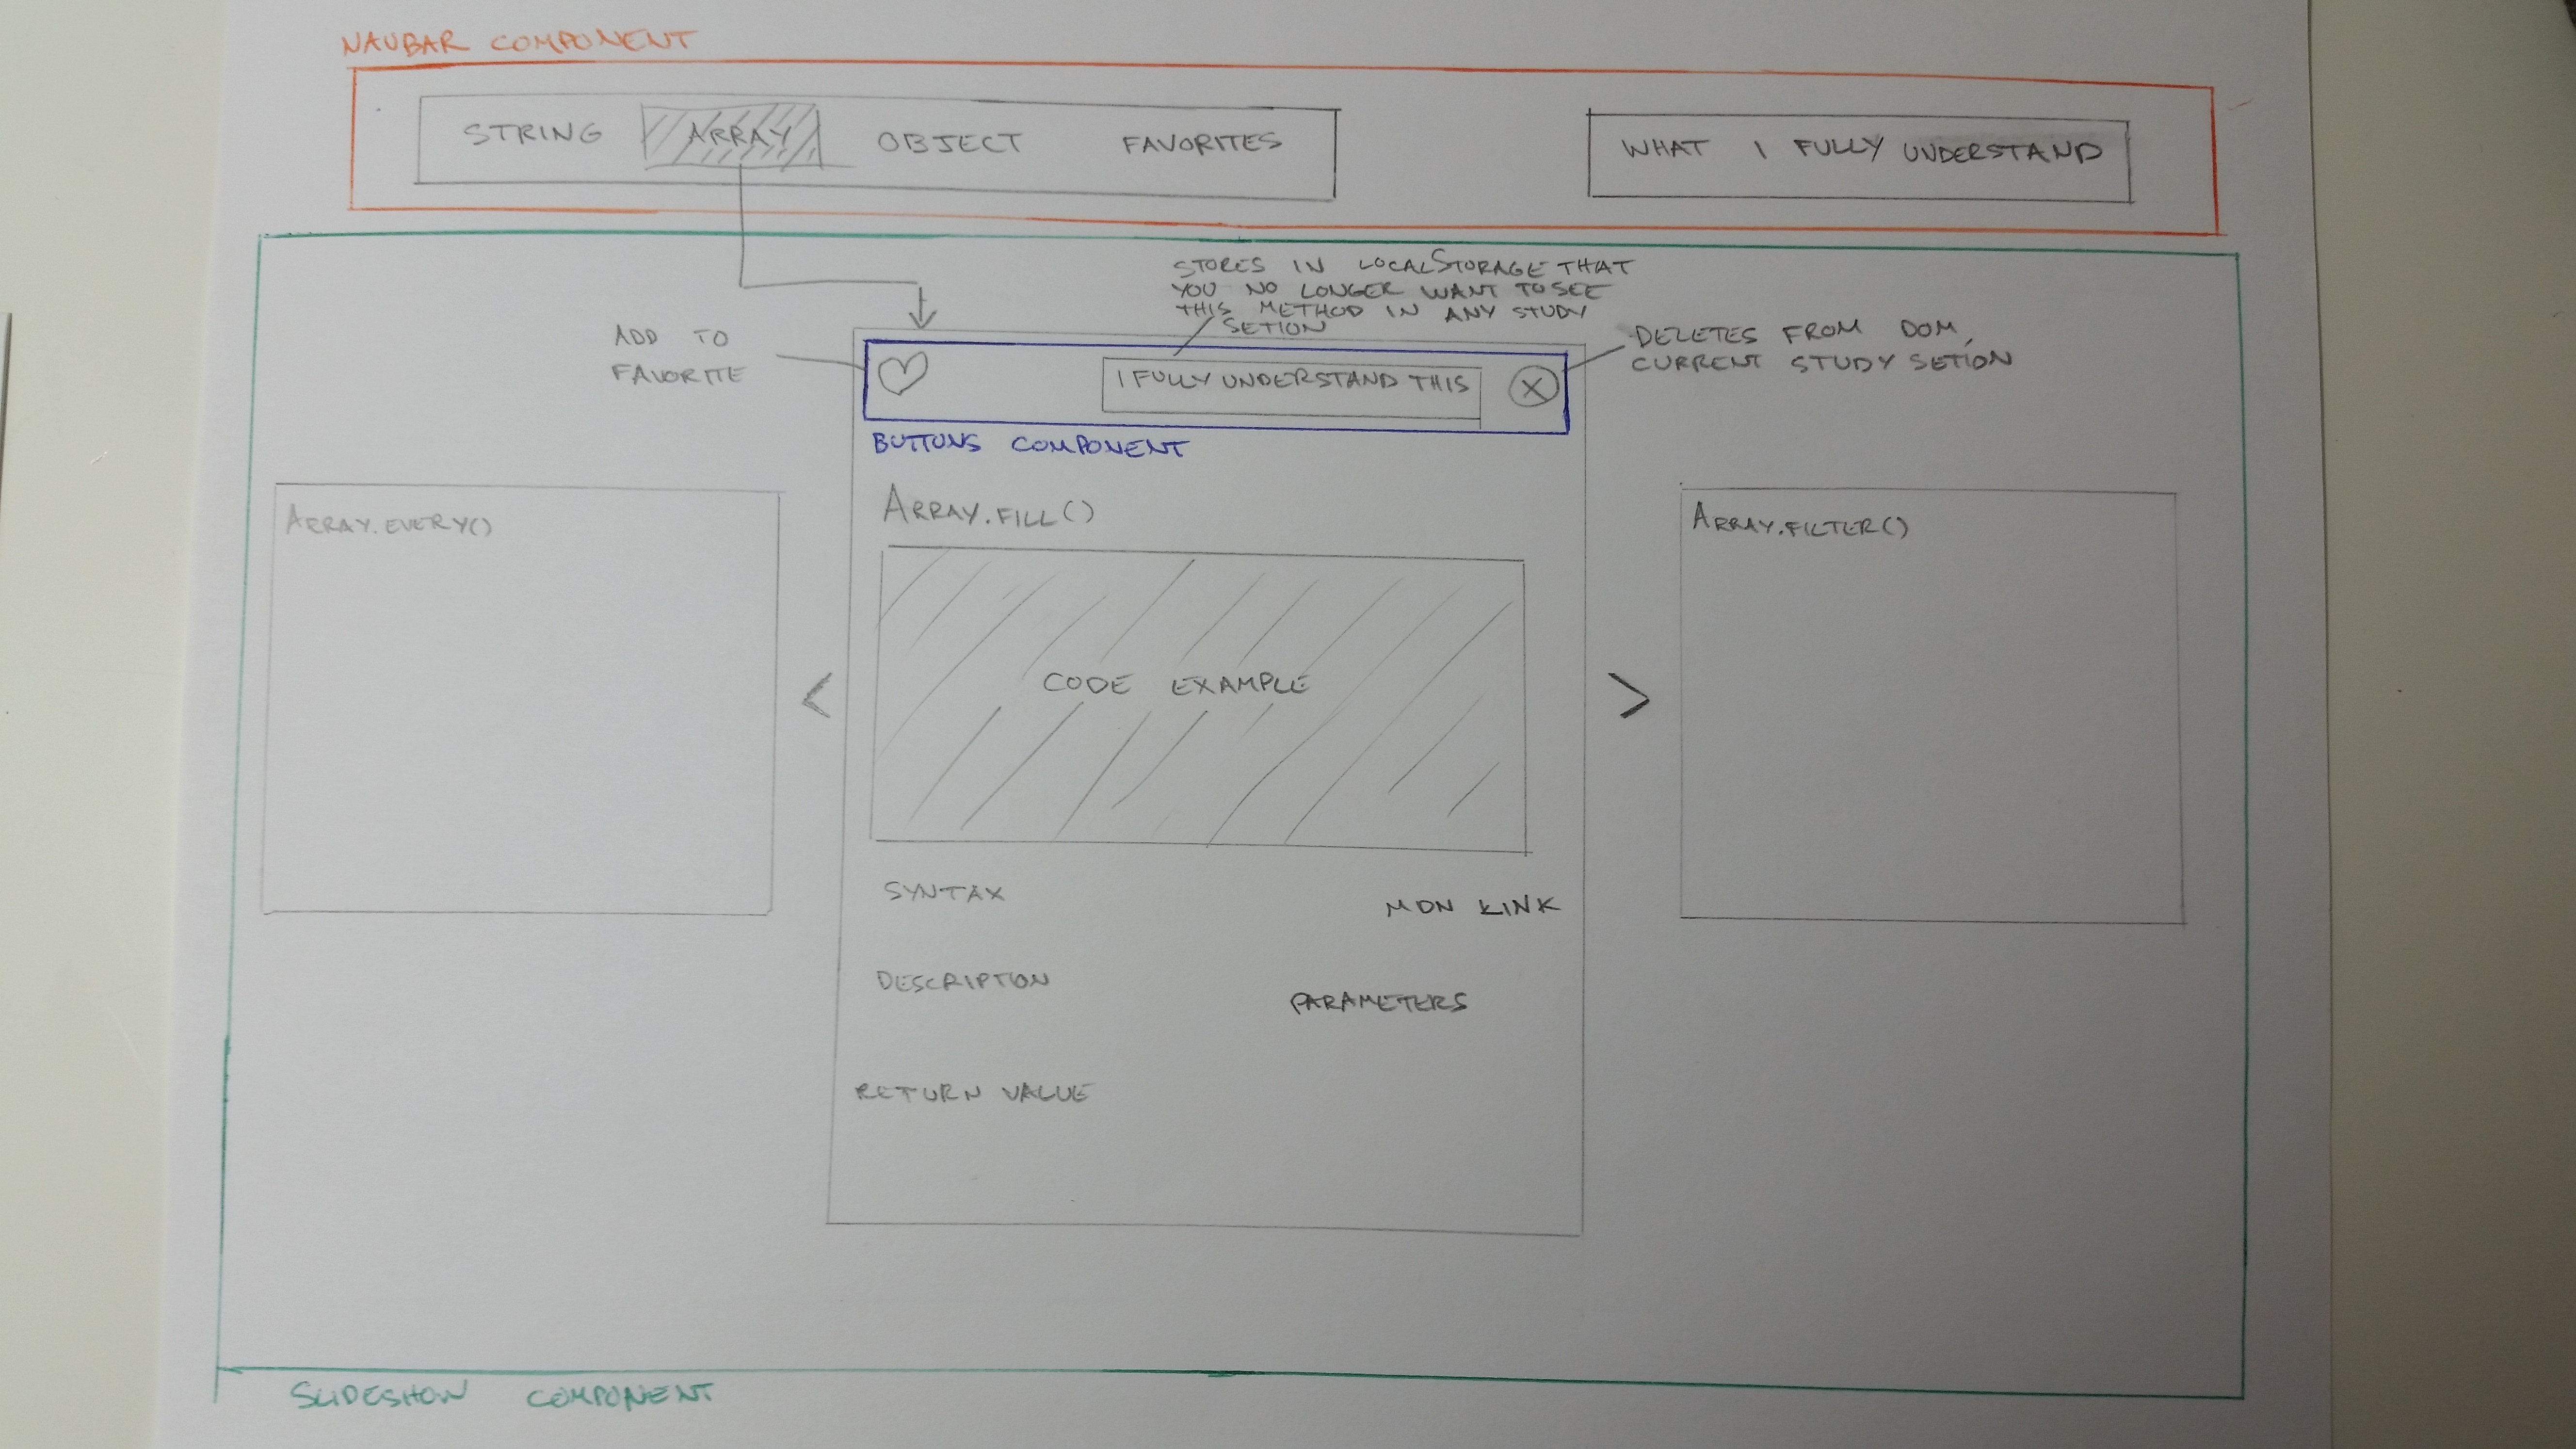 NAVBAR COMPONENT
STRING ARRAY OBJECT FAVORITES
WHAT I FULLY UNDERSTAND
STORES IN LOCALSTORAGE THAT
YOU NO LONGER WANT TO SEE
THIS METHOD IN ANY STUDY
SETION
ADD TO
FAVORITE
I FULLY UNDERSTAND THIS
X
DELETES FROM DOM,
CURRENT STUDY SETION
BUTTONS COMPONENT
ARRAY.EVERY()
ARRAY.FILL()
ARRAY.FILTER()
<
CODE EXAMPLE
>
SYNTAX
MDN LINK
DESCRIPTION
PARAMETERS
RETURN VALUE
SLIDESHOW COMPONENT